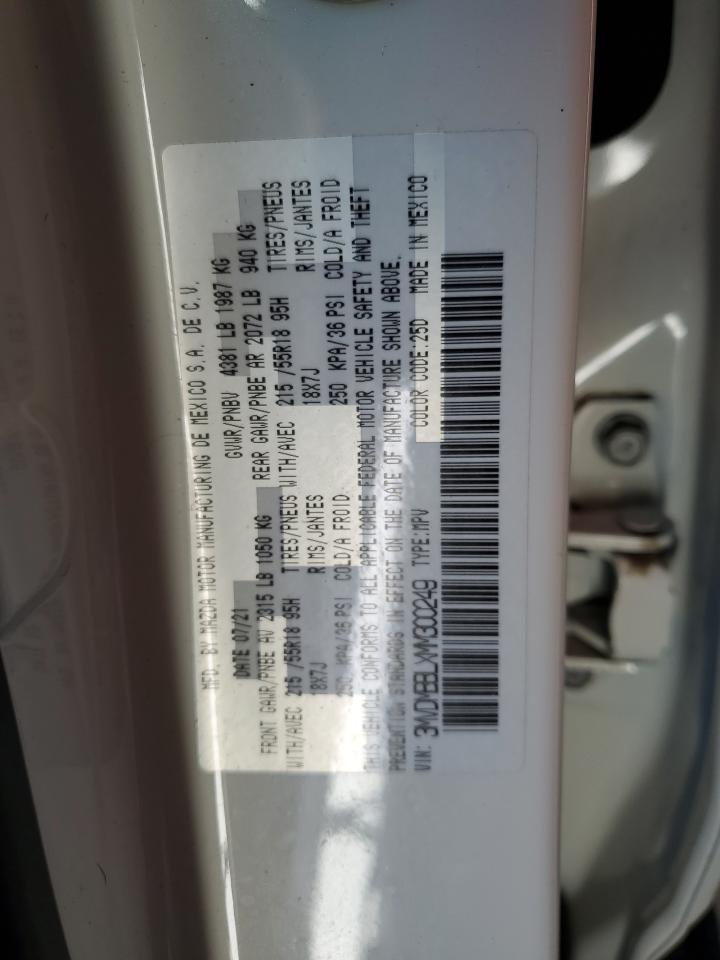 MFD. BY MAZDA MOTOR MANUFACTURING DE MEXICO S.A. DE C.V.
DATE 07/21 GVWR/PNBV 4381 LB 1987 KG
FRONT GAWR/PNBE AV 2315 LB 1050 KG REAR GAWR/PNBE AR 2072 LB 940 KG
WITH/AVEC 215 /55R18 95H TIRES/PNEUS WITH/AVEC 215 /55R18 95H TIRES/PNEUS
18X7J RIMS/JANTES 18X7J RIMS/JANTES
250 KPA/36 PSI COLD/A FROID 250 KPA/36 PSI COLD/A FROID
THIS VEHICLE CONFORMS TO ALL APPLICABLE FEDERAL MOTOR VEHICLE SAFETY AND THEFT
PREVENTION STANDARDS IN EFFECT ON THE DATE OF MANUFACTURE SHOWN ABOVE.
VIN: 3MVDMBBLXMM300249 TYPE:MPV COLOR CODE:25D MADE IN MEXICO